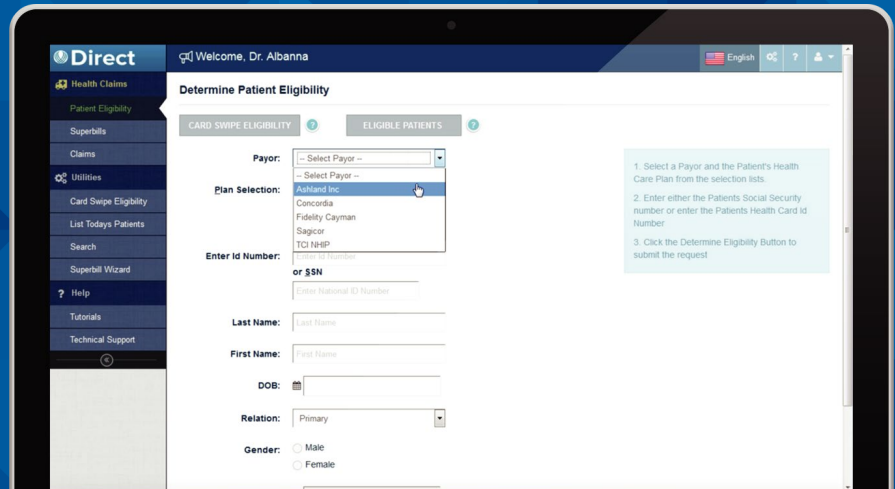 Direct
Welcome, Dr. Albanna
English
?
Health Claims
Patient Eligibility
Superbills
Claims
Utilities
Card Swipe Eligibility
List Todays Patients
Search
Superbill Wizard
? Help
Tutorials
Technical Support
Determine Patient Eligibility
CARD SWIPE ELIGIBILITY
?
ELIGIBLE PATIENTS
?
Payor:
-- Select Payor --
-- Select Payor --
Ashland Inc
Concordia
Fidelity Cayman
Sagicor
TCI NHIP
Plan Selection:
Enter Id Number:
Enter Id Number
or SSN
Enter National ID Number
Last Name:
Last Name
First Name:
First Name
DOB:
Relation:
Primary
Gender:
Male
Female
1. Select a Payor and the Patient's Health
Care Plan from the selection lists.
2. Enter either the Patients Social Security
number or enter the Patients Health Card Id
Number
3. Click the Determine Eligibility Button to
submit the request